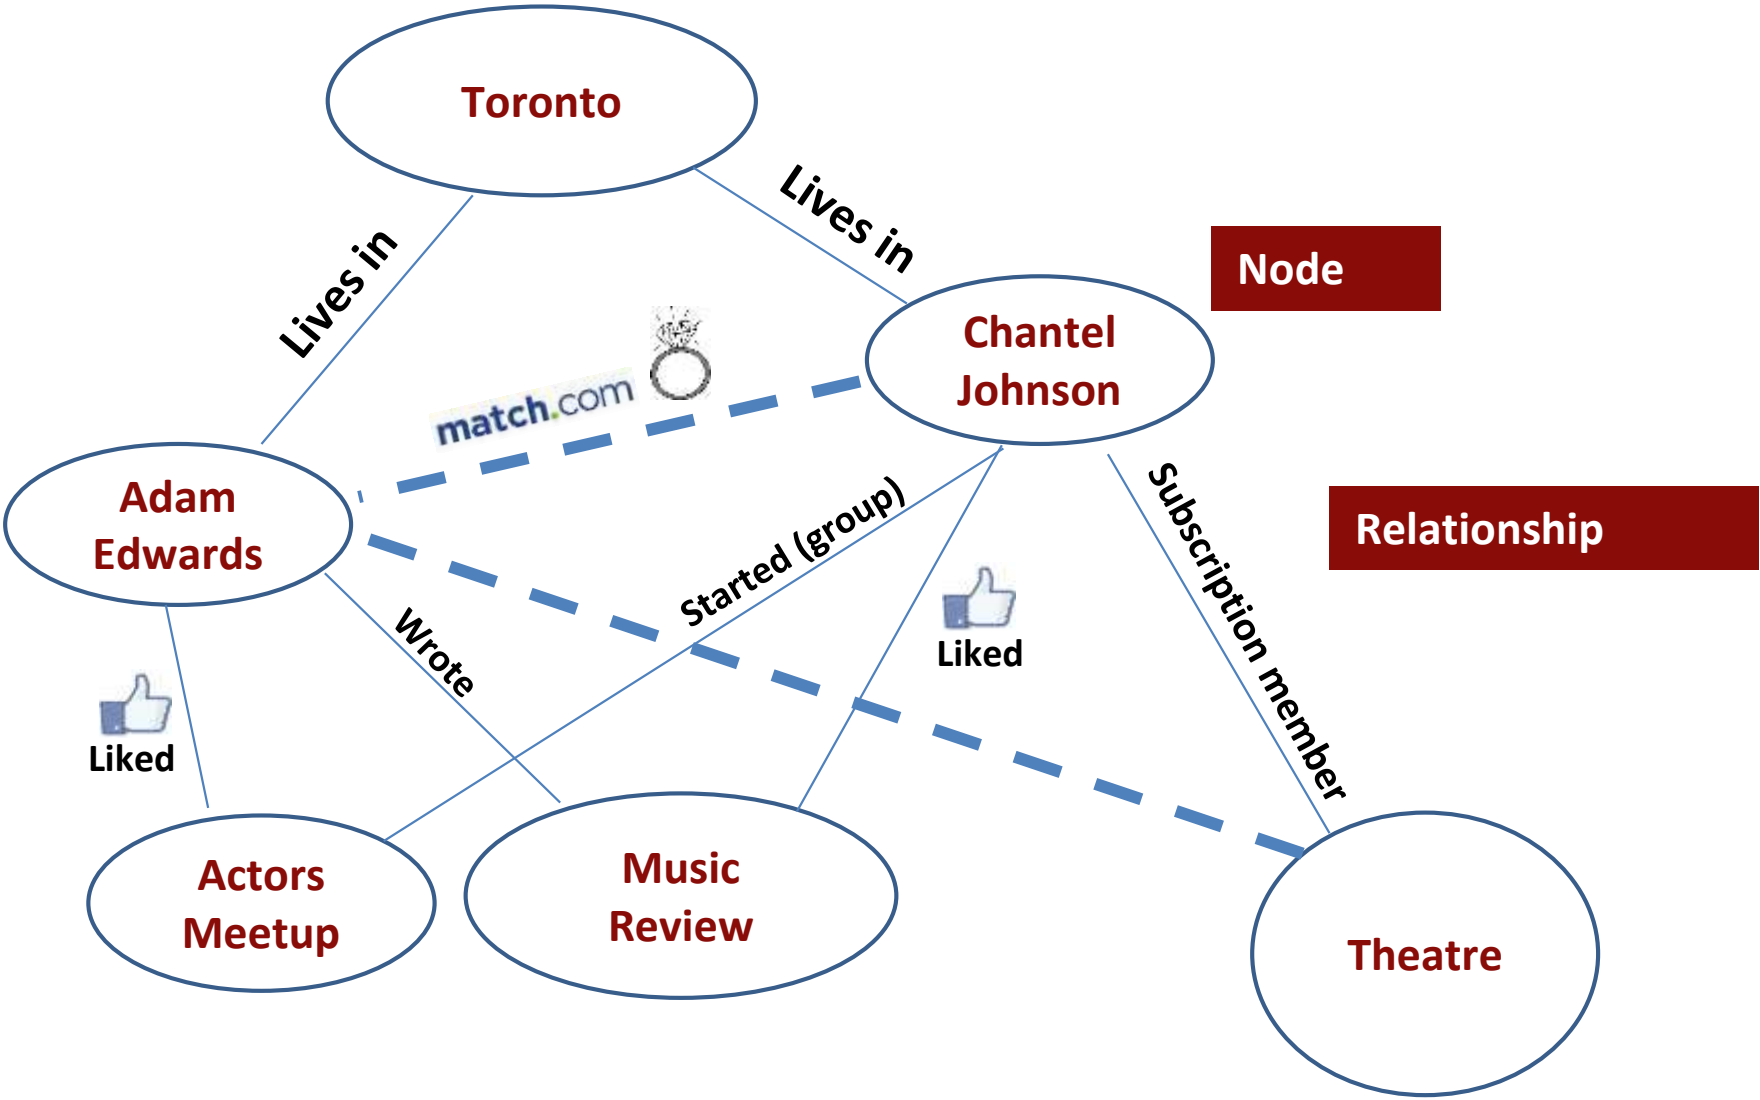 Toronto
Lives in
Lives in
Node
Chantel
Johnson
match.com
Adam
Edwards
Started (group)
Subscription member
Relationship
Wrote
Liked
Liked
Actors
Meetup
Music
Review
Theatre